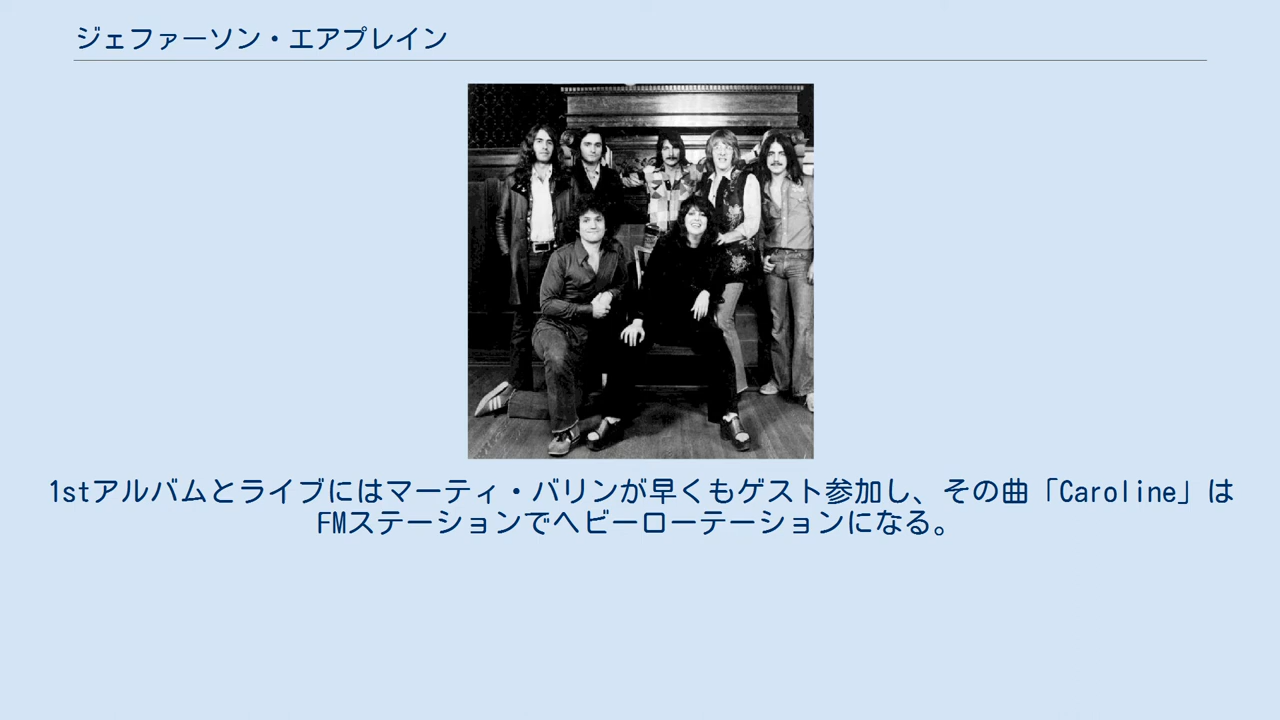 ジェファーソン・エアプレイン
1stアルバムとライブにはマーティ・バリンが早くもゲスト参加し、その曲「Caroline」は
FMステーションでヘビーローテーションになる。